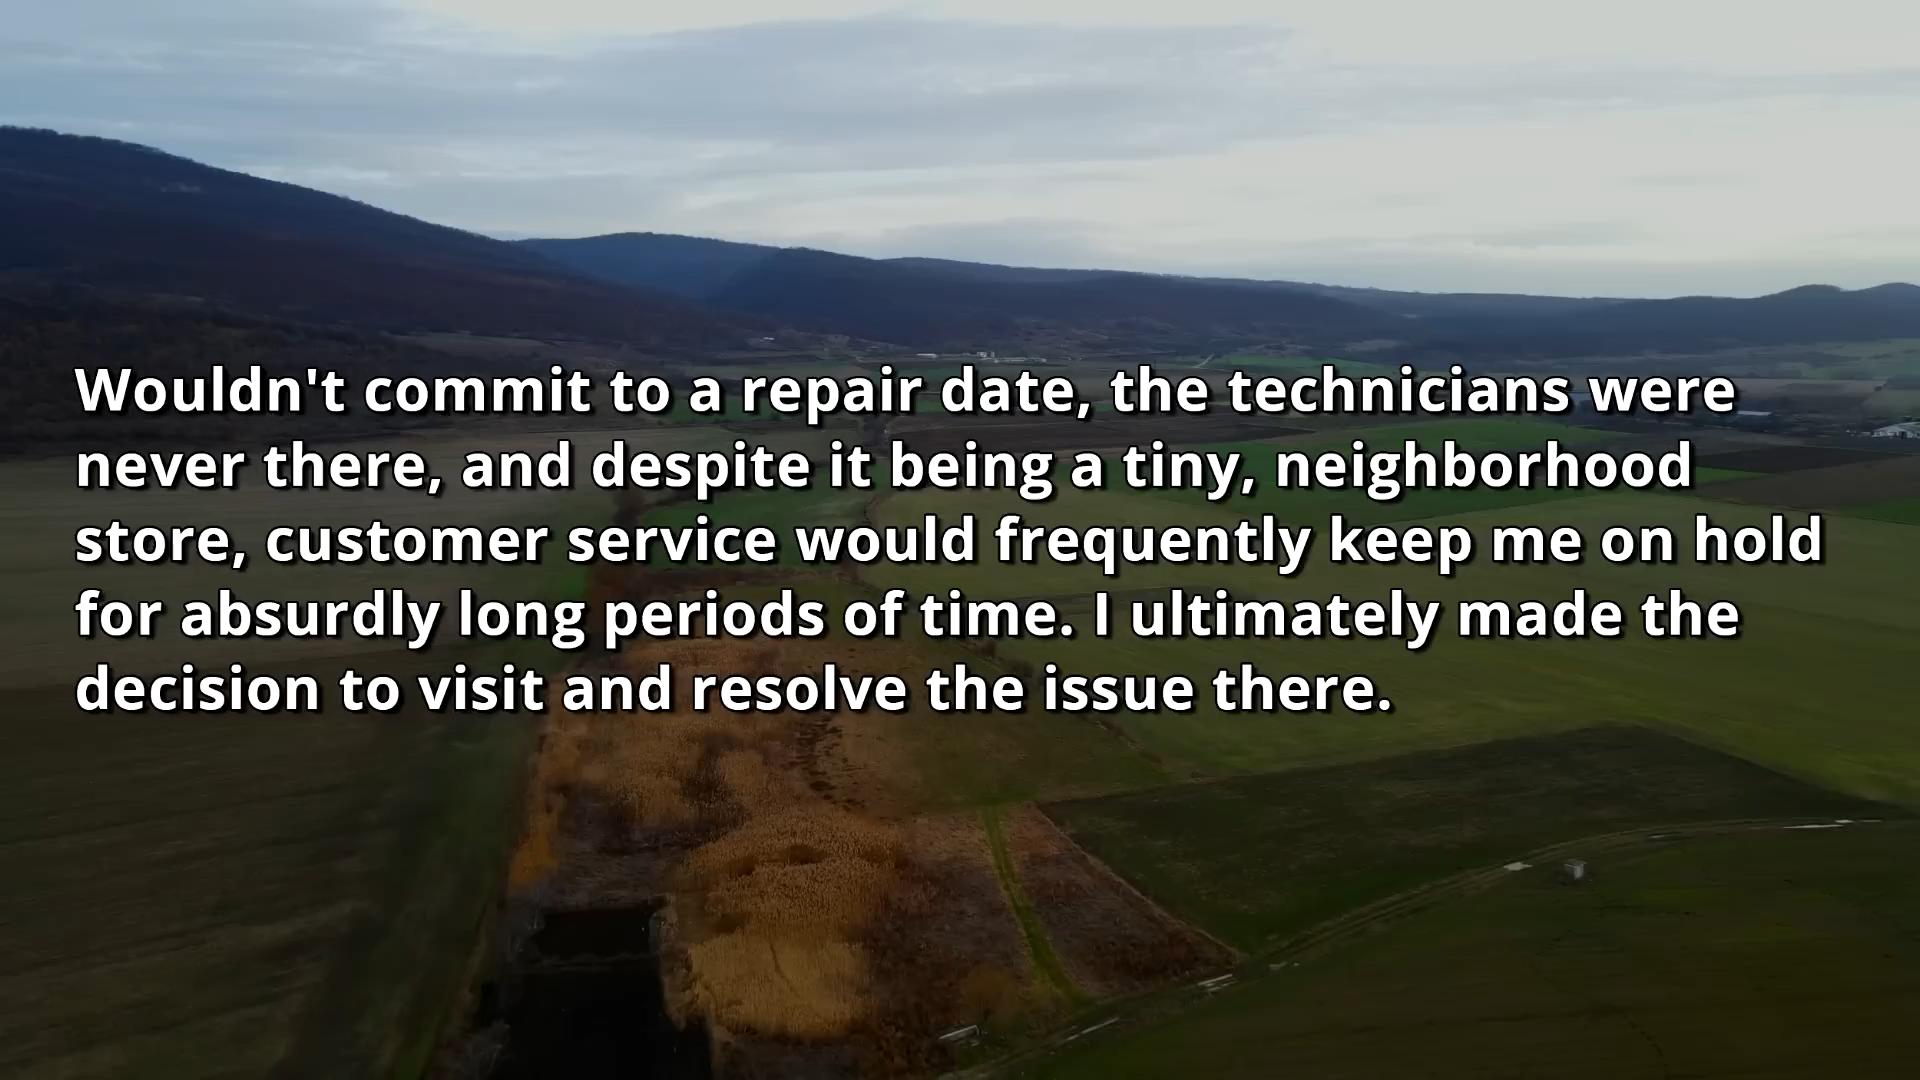 Wouldn't commit to a repair date, the technicians were
never there, and despite it being a tiny, neighborhood
store, customer service would frequently keep me on hold
for absurdly long periods of time. I ultimately made the
decision to visit and resolve the issue there.